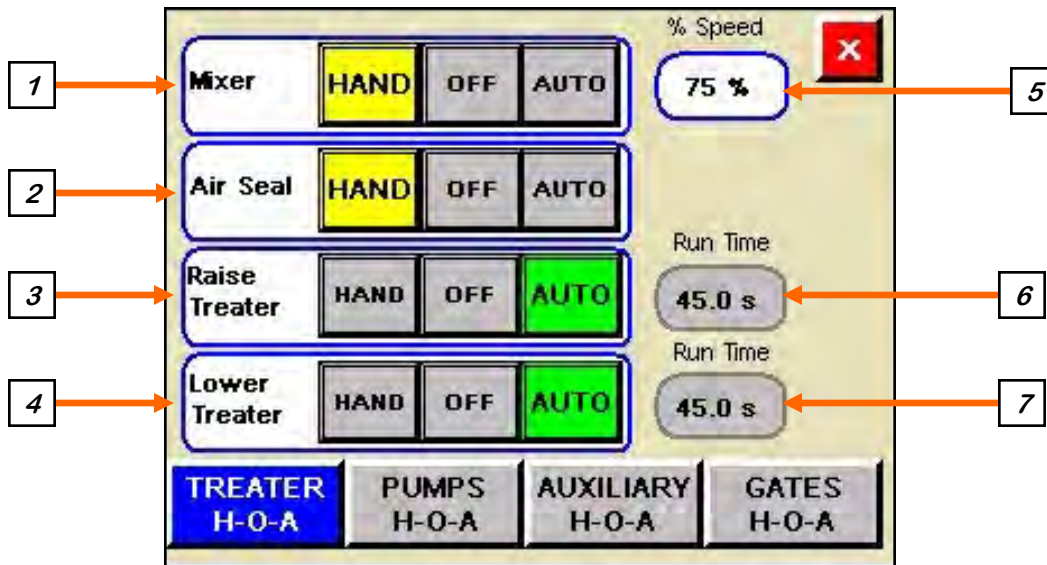 % Speed
X
1
Mixer
HAND
OFF
AUTO
75 %
5
2
Air Seal
HAND
OFF
AUTO
Run Time
3
Raise
Treater
HAND
OFF
AUTO
45.0 s
6
Run Time
4
Lower
Treater
HAND
OFF
AUTO
45.0 s
7
TREATER
H-O-A
PUMPS
H-O-A
AUXILIARY
H-O-A
GATES
H-O-A